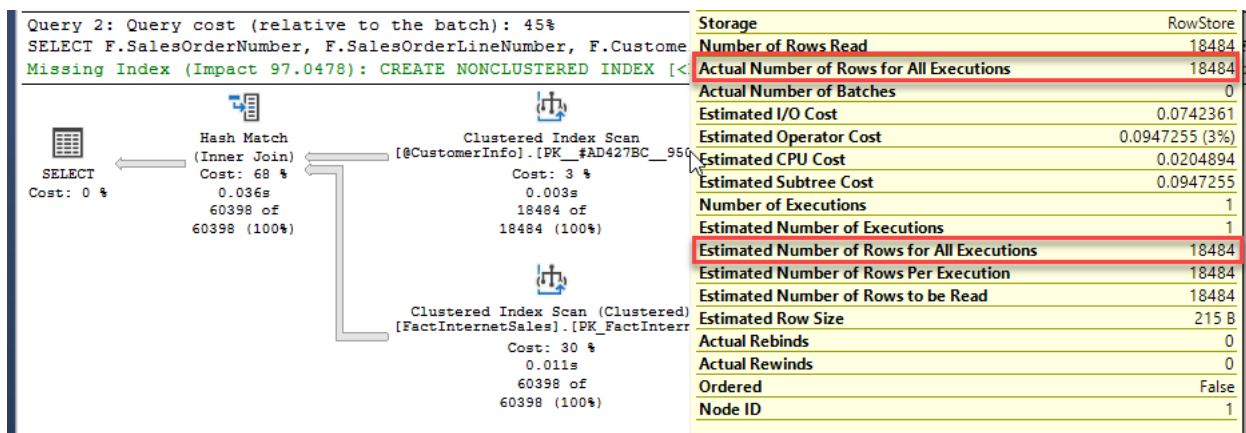 Query 2: Query cost (relative to the batch): 45%
SELECT F.SalesOrderNumber, F.SalesOrderLineNumber, F.Custome
Missing Index (Impact 97.0478): CREATE NONCLUSTERED INDEX [<
SELECT
Cost: 0 %
Hash Match
(Inner Join)
Cost: 68 %
0.036s
60398 of
60398 (100%)
Clustered Index Scan
[@CustomerInfo].[PK__#AD427BC__950
Cost: 3 %
0.003s
18484 of
18484 (100%)
Clustered Index Scan (Clustered)
[FactInternetSales].[PK_FactIntern
Cost: 30 %
0.011s
60398 of
60398 (100%)
Storage RowStore
Number of Rows Read 18484
Actual Number of Rows for All Executions 18484
Actual Number of Batches 0
Estimated I/O Cost 0.0742361
Estimated Operator Cost 0.0947255 (3%)
Estimated CPU Cost 0.0204894
Estimated Subtree Cost 0.0947255
Number of Executions 1
Estimated Number of Executions 1
Estimated Number of Rows for All Executions 18484
Estimated Number of Rows Per Execution 18484
Estimated Number of Rows to be Read 18484
Estimated Row Size 215 B
Actual Rebinds 0
Actual Rewinds 0
Ordered False
Node ID 1